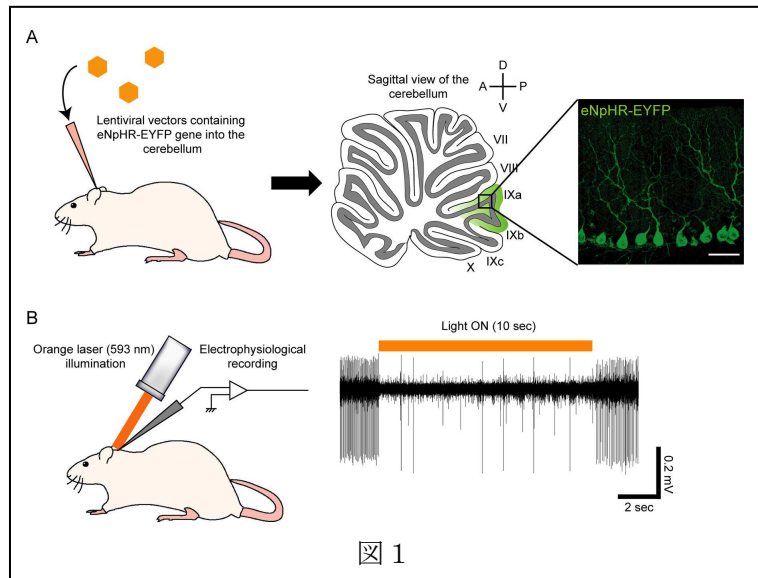 A
Lentiviral vectors containing
eNpHR-EYFP gene into the
cerebellum
Sagittal view of the
cerebellum
D
A
P
V
VII
VIII
IXa
IXb
IXc
X
eNpHR-EYFP
B
Orange laser (593 nm)
illumination
Electrophysiological
recording
Light ON (10 sec)
0.2 mV
2 sec
図 1